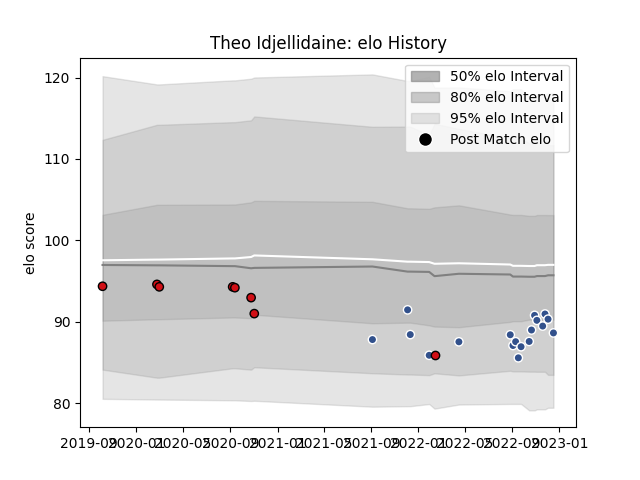 Theo Idjellidaine: elo History
120
110
100
90
80
elo score
50% elo Interval
80% elo Interval
95% elo Interval
Post Match elo
2019-09 2020-01 2020-05 2020-09 2021-01 2021-05 2021-09 2022-01 2022-05 2022-09 2023-01